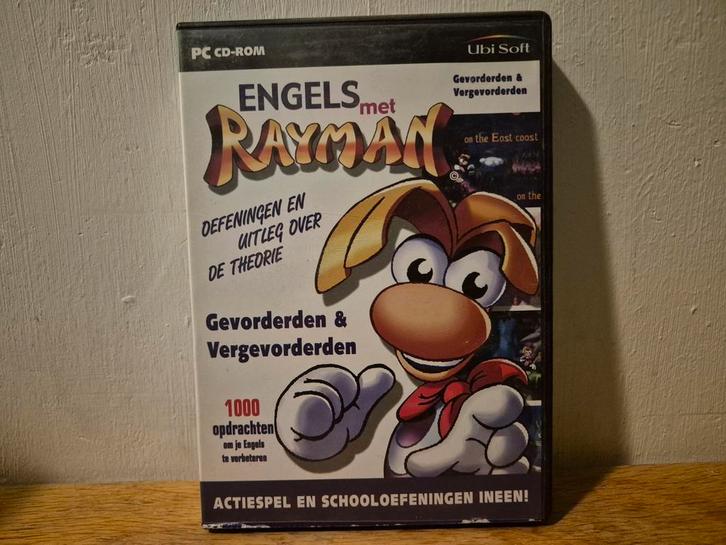 PC CD-ROM
Ubi Soft
Gevorderden &
Vergevorderden
ENGELS met
RAYMAN
©
on the East coast
on the
OEFENINGEN EN
UITLEG OVER
DE THEORIE
Gevorderden &
Vergevorderden
1000
opdrachten
om je Engels
te verbeteren
ACTIESPEL EN SCHOOLOEFENINGEN INEEN!